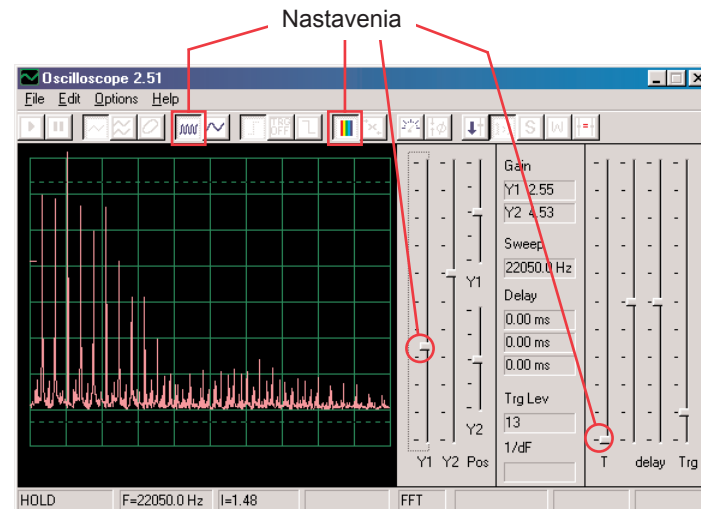 Nastavenia
Oscilloscope 2.51
File Edit Options Help
TRG
OFF
S W
Gain
Y1 2.55
Y2 4.53
Sweep
22050.0 Hz
Delay
0.00 ms
0.00 ms
0.00 ms
Trg Lev
13
1/dF
Y1
Y2
Y1 Y2 Pos
T delay Trg
HOLD F=22050.0 Hz I=1.48 FFT